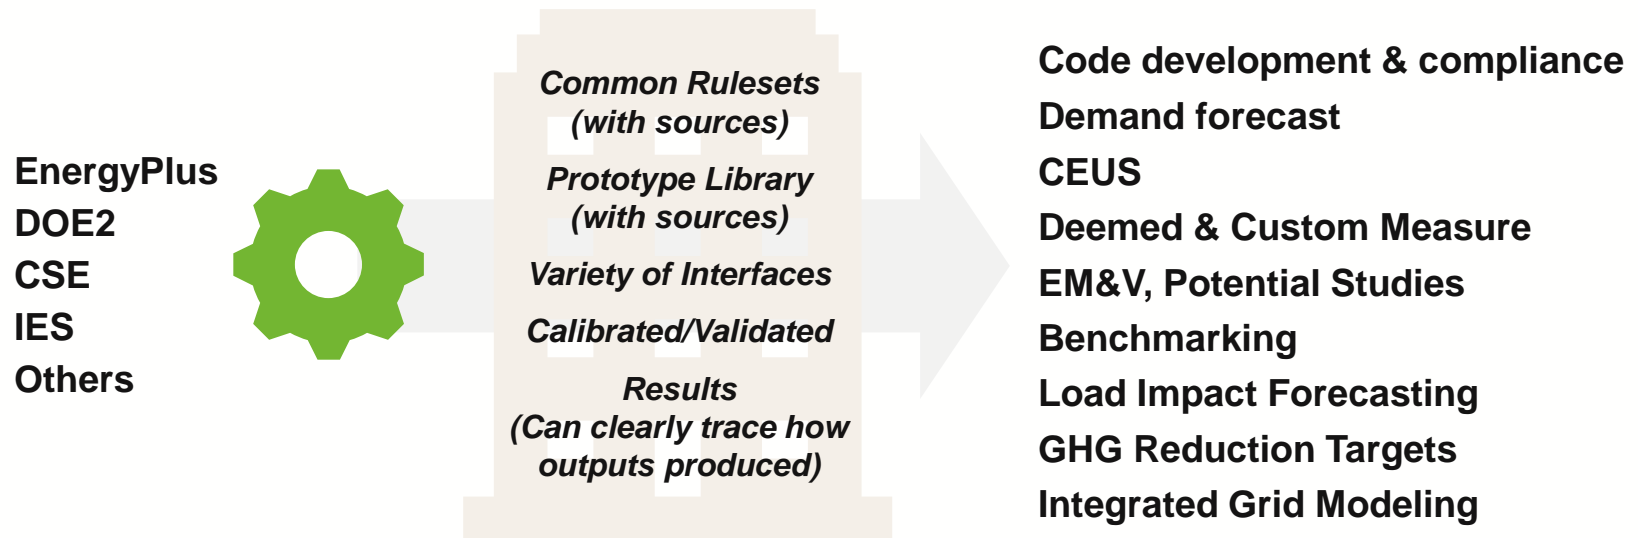 EnergyPlus
DOE2
CSE
IES
Others
Common Rulesets
(with sources)
Prototype Library
(with sources)
Variety of Interfaces
Calibrated/Validated
Results
(Can clearly trace how
outputs produced)
Code development & compliance
Demand forecast
CEUS
Deemed & Custom Measure
EM&V, Potential Studies
Benchmarking
Load Impact Forecasting
GHG Reduction Targets
Integrated Grid Modeling